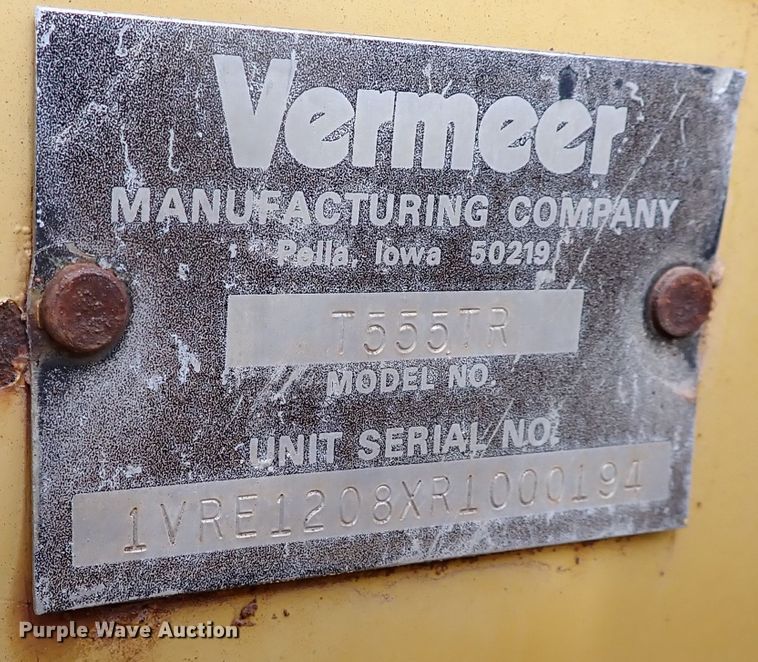 Vermeer
MANUFACTURING COMPANY
Pella, Iowa 50219
T555TR
MODEL NO.
UNIT SERIAL NO.
1VRE1208XR1000194
Purple Wave Auction